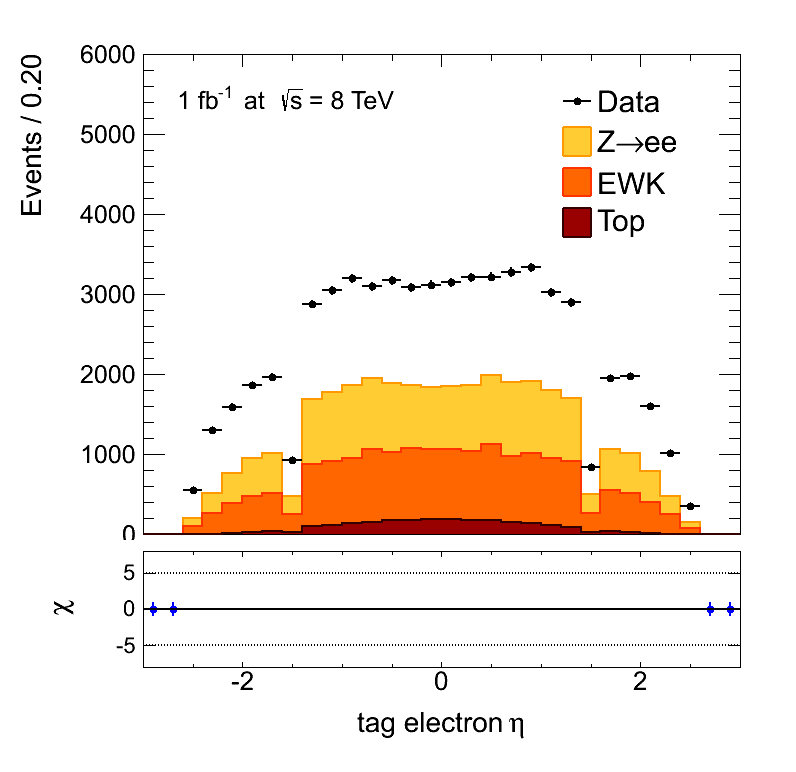 Events / 0.20
6000
5000
4000
3000
2000
1000
0
1 fb⁻¹ at √s = 8 TeV
Data
Z→ee
EWK
Top
χ
5
0
-5
-2 0 2
tag electron η